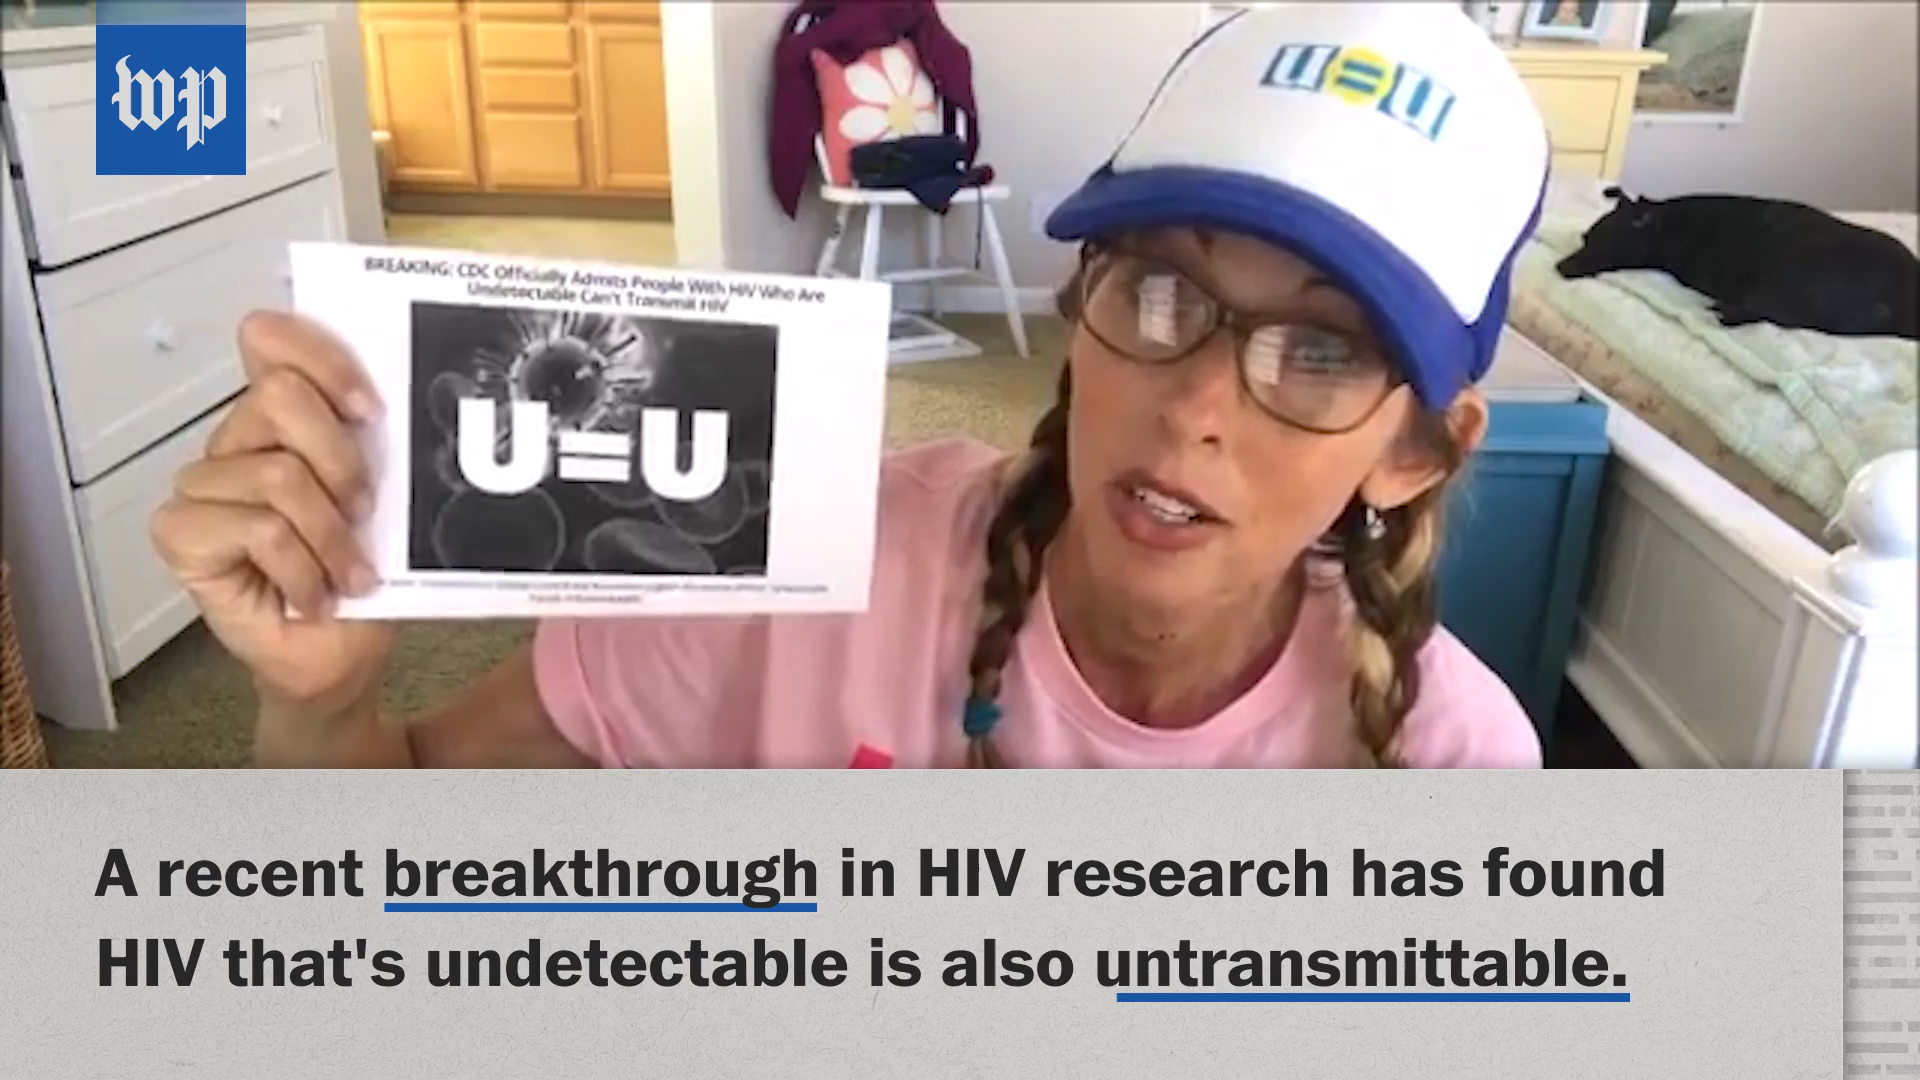 wp
u=u
BREAKING: CDC Officially Admits People With HIV Who Are
Undetectable Can't Transmit HIV
U=U
A recent breakthrough in HIV research has found
HIV that's undetectable is also untransmittable.